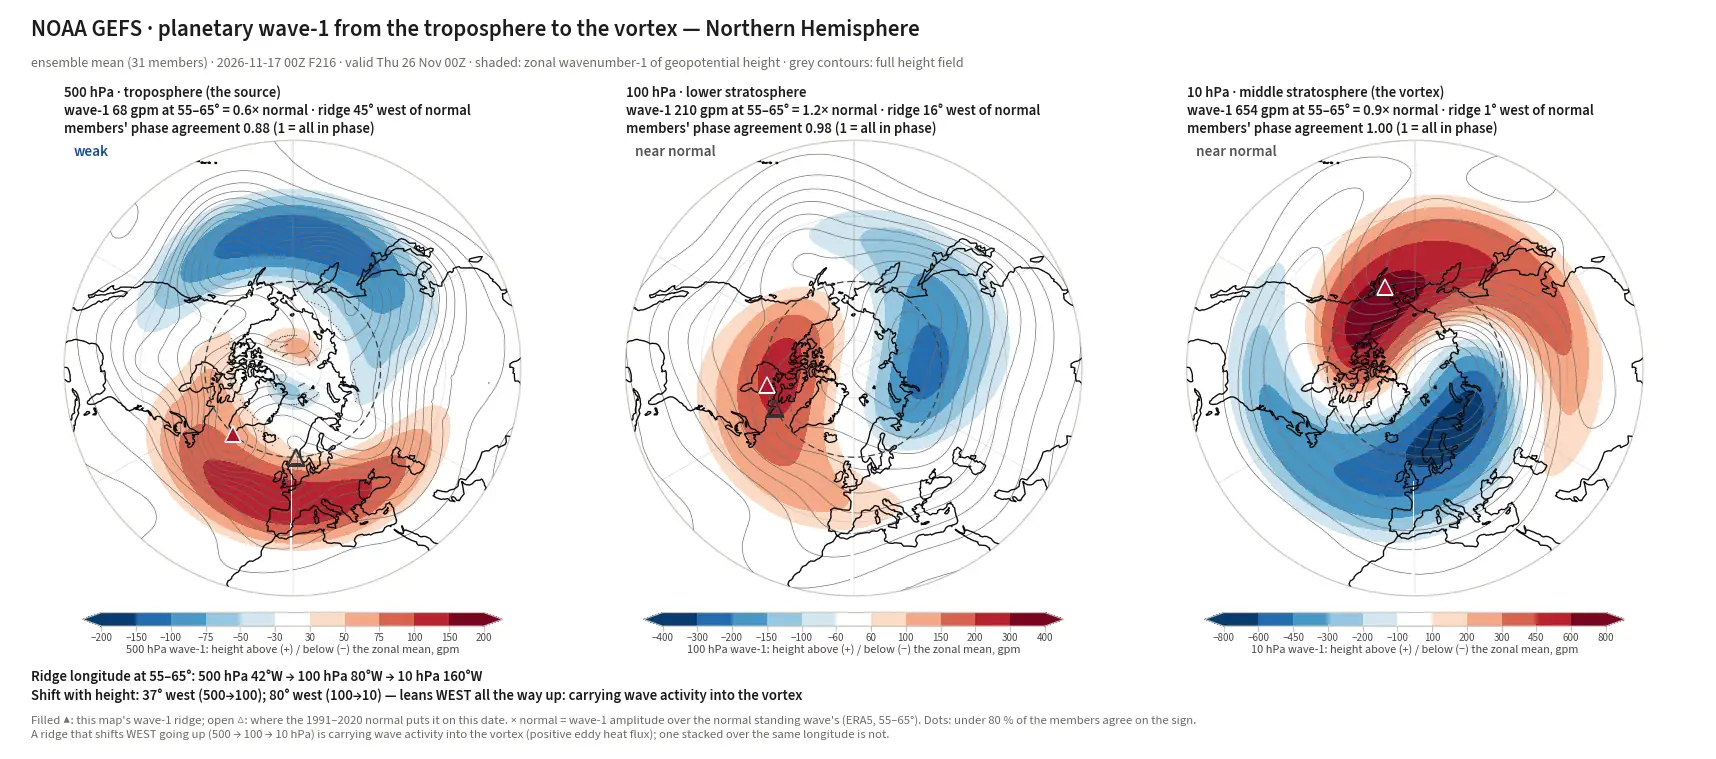 NOAA GEFS · planetary wave-1 from the troposphere to the vortex — Northern Hemisphere
ensemble mean (31 members) · 2026-11-17 00Z F216 · valid Thu 26 Nov 00Z · shaded: zonal wavenumber-1 of geopotential height · grey contours: full height field
500 hPa · troposphere (the source)
wave-1 68 gpm at 55–65° = 0.6× normal · ridge 45° west of normal
members' phase agreement 0.88 (1 = all in phase)
weak
100 hPa · lower stratosphere
wave-1 210 gpm at 55–65° = 1.2× normal · ridge 16° west of normal
members' phase agreement 0.98 (1 = all in phase)
near normal
10 hPa · middle stratosphere (the vortex)
wave-1 654 gpm at 55–65° = 0.9× normal · ridge 1° west of normal
members' phase agreement 1.00 (1 = all in phase)
near normal
−200 −150 −100 −75 −50 −30 30 50 75 100 150 200
500 hPa wave-1: height above (+) / below (−) the zonal mean, gpm
−400 −300 −200 −150 −100 −60 60 100 150 200 300 400
100 hPa wave-1: height above (+) / below (−) the zonal mean, gpm
−800 −600 −450 −300 −200 −100 100 200 300 450 600 800
10 hPa wave-1: height above (+) / below (−) the zonal mean, gpm
Ridge longitude at 55–65°: 500 hPa 42°W → 100 hPa 80°W → 10 hPa 160°W
Shift with height: 37° west (500→100); 80° west (100→10) — leans WEST all the way up: carrying wave activity into the vortex
Filled ▲: this map's wave-1 ridge; open △: where the 1991–2020 normal puts it on this date. × normal = wave-1 amplitude over the normal standing wave's (ERA5, 55–65°). Dots: under 80 % of the members agree on the sign.
A ridge that shifts WEST going up (500 → 100 → 10 hPa) is carrying wave activity into the vortex (positive eddy heat flux); one stacked over the same longitude is not.